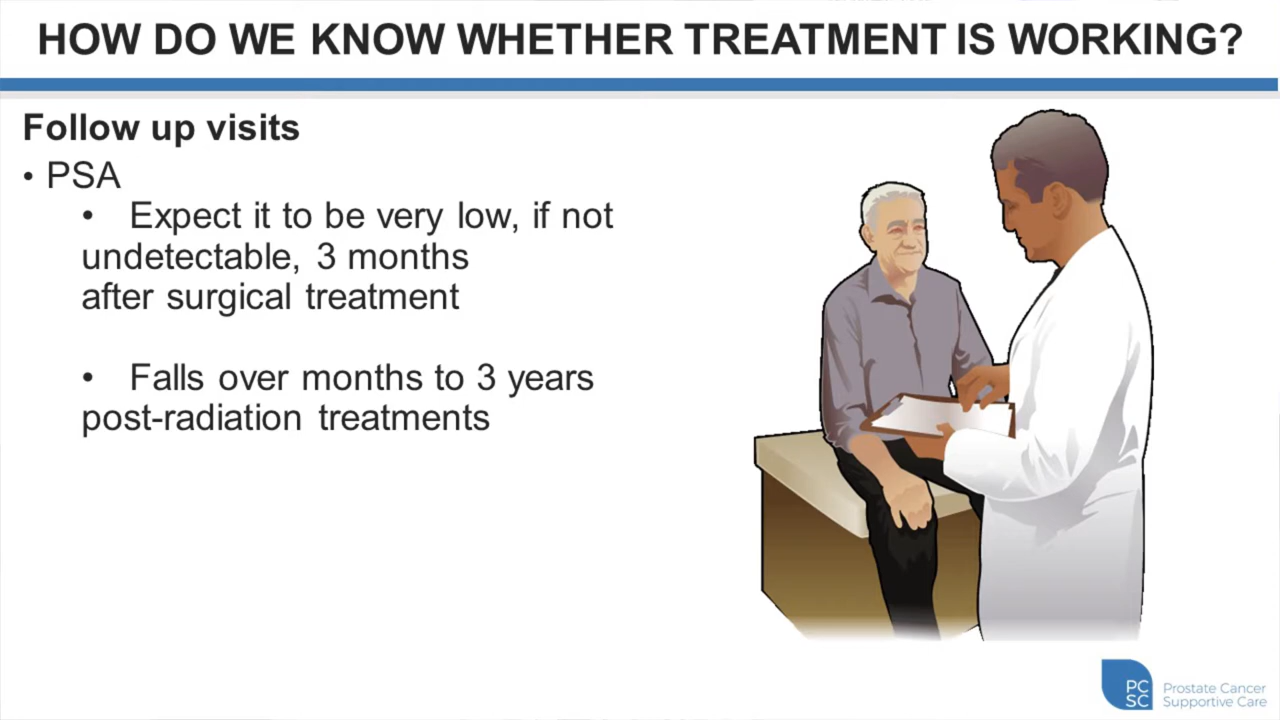 HOW DO WE KNOW WHETHER TREATMENT IS WORKING?
Follow up visits
• PSA
• Expect it to be very low, if not
undetectable, 3 months
after surgical treatment
• Falls over months to 3 years
post-radiation treatments
PC
SC
Prostate Cancer
Supportive Care